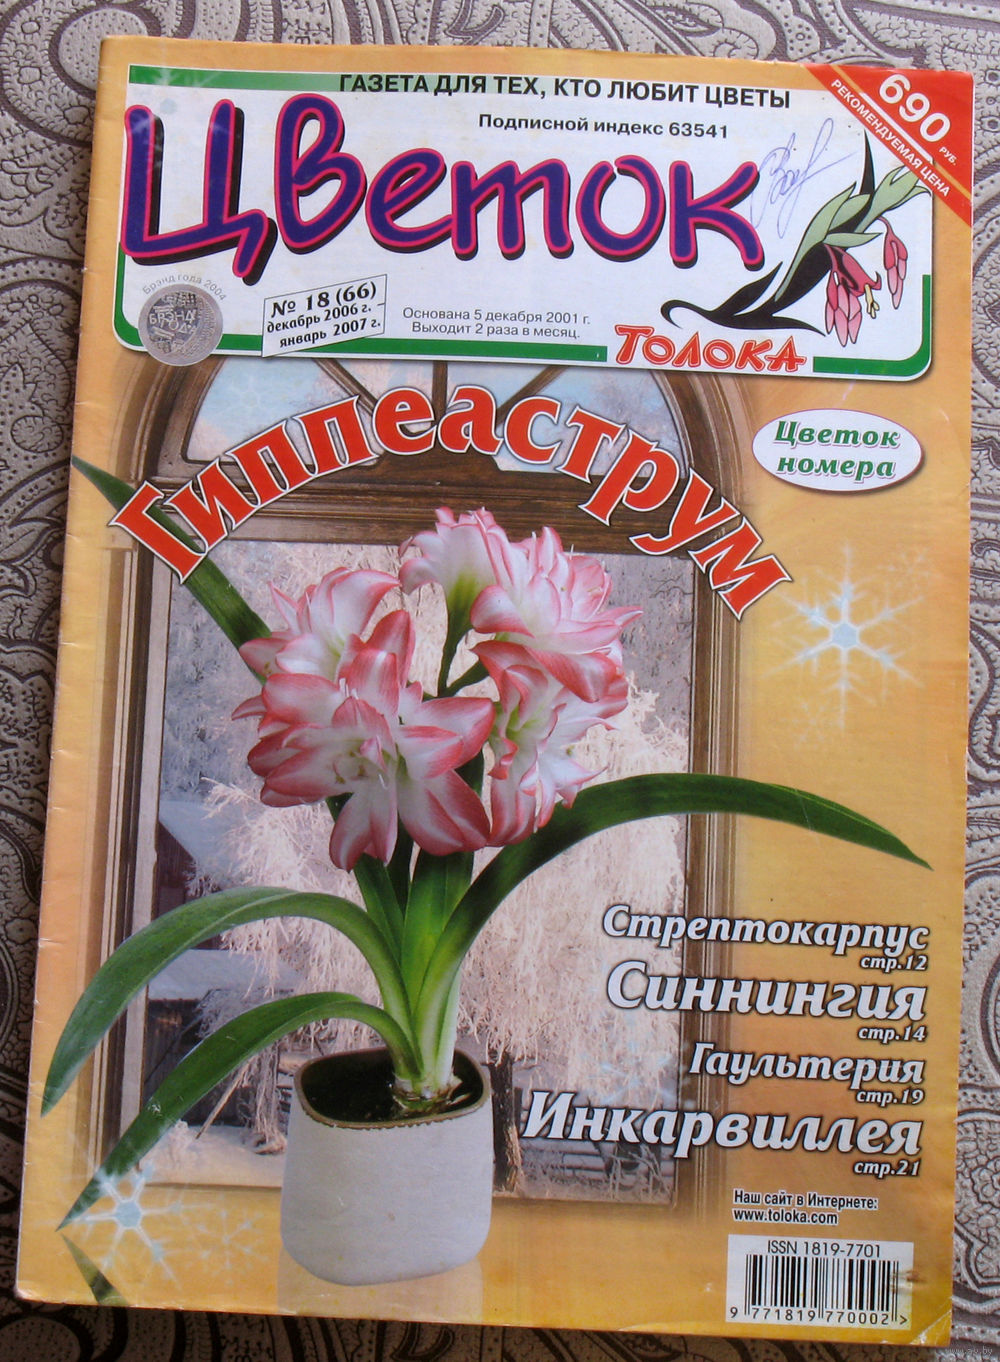 ГАЗЕТА ДЛЯ ТЕХ, КТО ЛЮБИТ ЦВЕТЫ
Подписной индекс 63541
690 РУБ.
РЕКОМЕНДУЕМАЯ ЦЕНА
Цветок
Брэнд года 2004
№ 18 (66)
декабрь 2006 г. -
январь 2007 г.
Основана 5 декабря 2001 г.
Выходит 2 раза в месяц.
ТОЛОКА
Гиппеаструм
Цветок
номера
Стрептокарпус
стр.12
Синнингия
стр.14
Гаультерия
стр.19
Инкарвиллея
стр.21
Наш сайт в Интернете:
www.toloka.com
ISSN 1819-7701
9 771819 770002 >